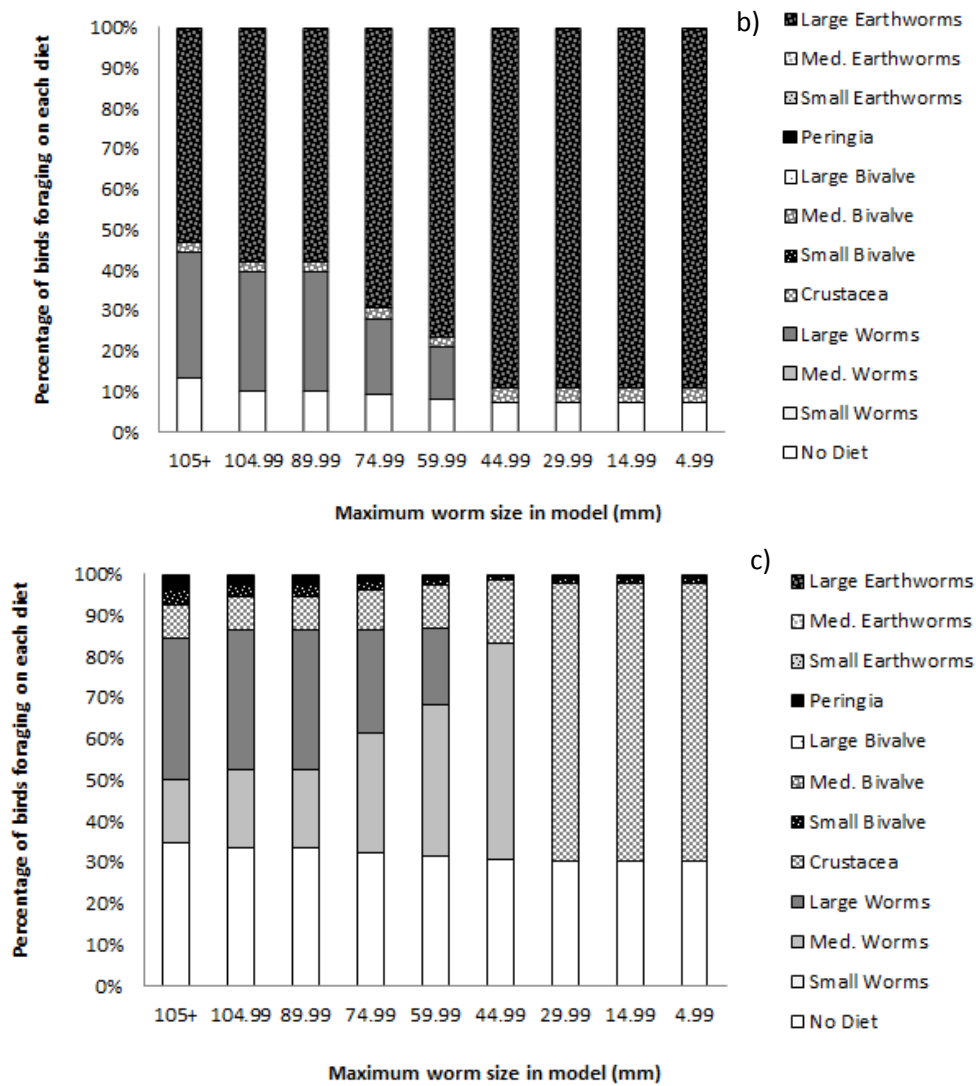 b)
Percentage of birds foraging on each diet
100%
90%
80%
70%
60%
50%
40%
30%
20%
10%
0%
105+ 104.99 89.99 74.99 59.99 44.99 29.99 14.99 4.99
Maximum worm size in model (mm)
Large Earthworms
Med. Earthworms
Small Earthworms
Peringia
Large Bivalve
Med. Bivalve
Small Bivalve
Crustacea
Large Worms
Med. Worms
Small Worms
No Diet
c)
Percentage of birds foraging on each diet
100%
90%
80%
70%
60%
50%
40%
30%
20%
10%
0%
105+ 104.99 89.99 74.99 59.99 44.99 29.99 14.99 4.99
Maximum worm size in model (mm)
Large Earthworms
Med. Earthworms
Small Earthworms
Peringia
Large Bivalve
Med. Bivalve
Small Bivalve
Crustacea
Large Worms
Med. Worms
Small Worms
No Diet